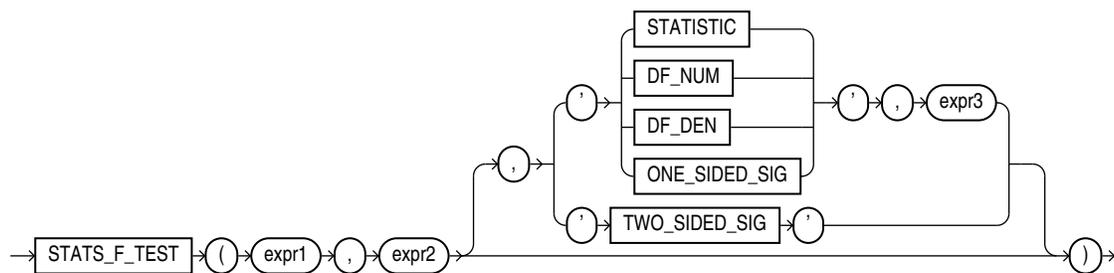 STATISTIC
DF_NUM
' ' , expr3
DF_DEN
,
ONE_SIDED_SIG
' TWO_SIDED_SIG '
STATS_F_TEST ( expr1 , expr2 )